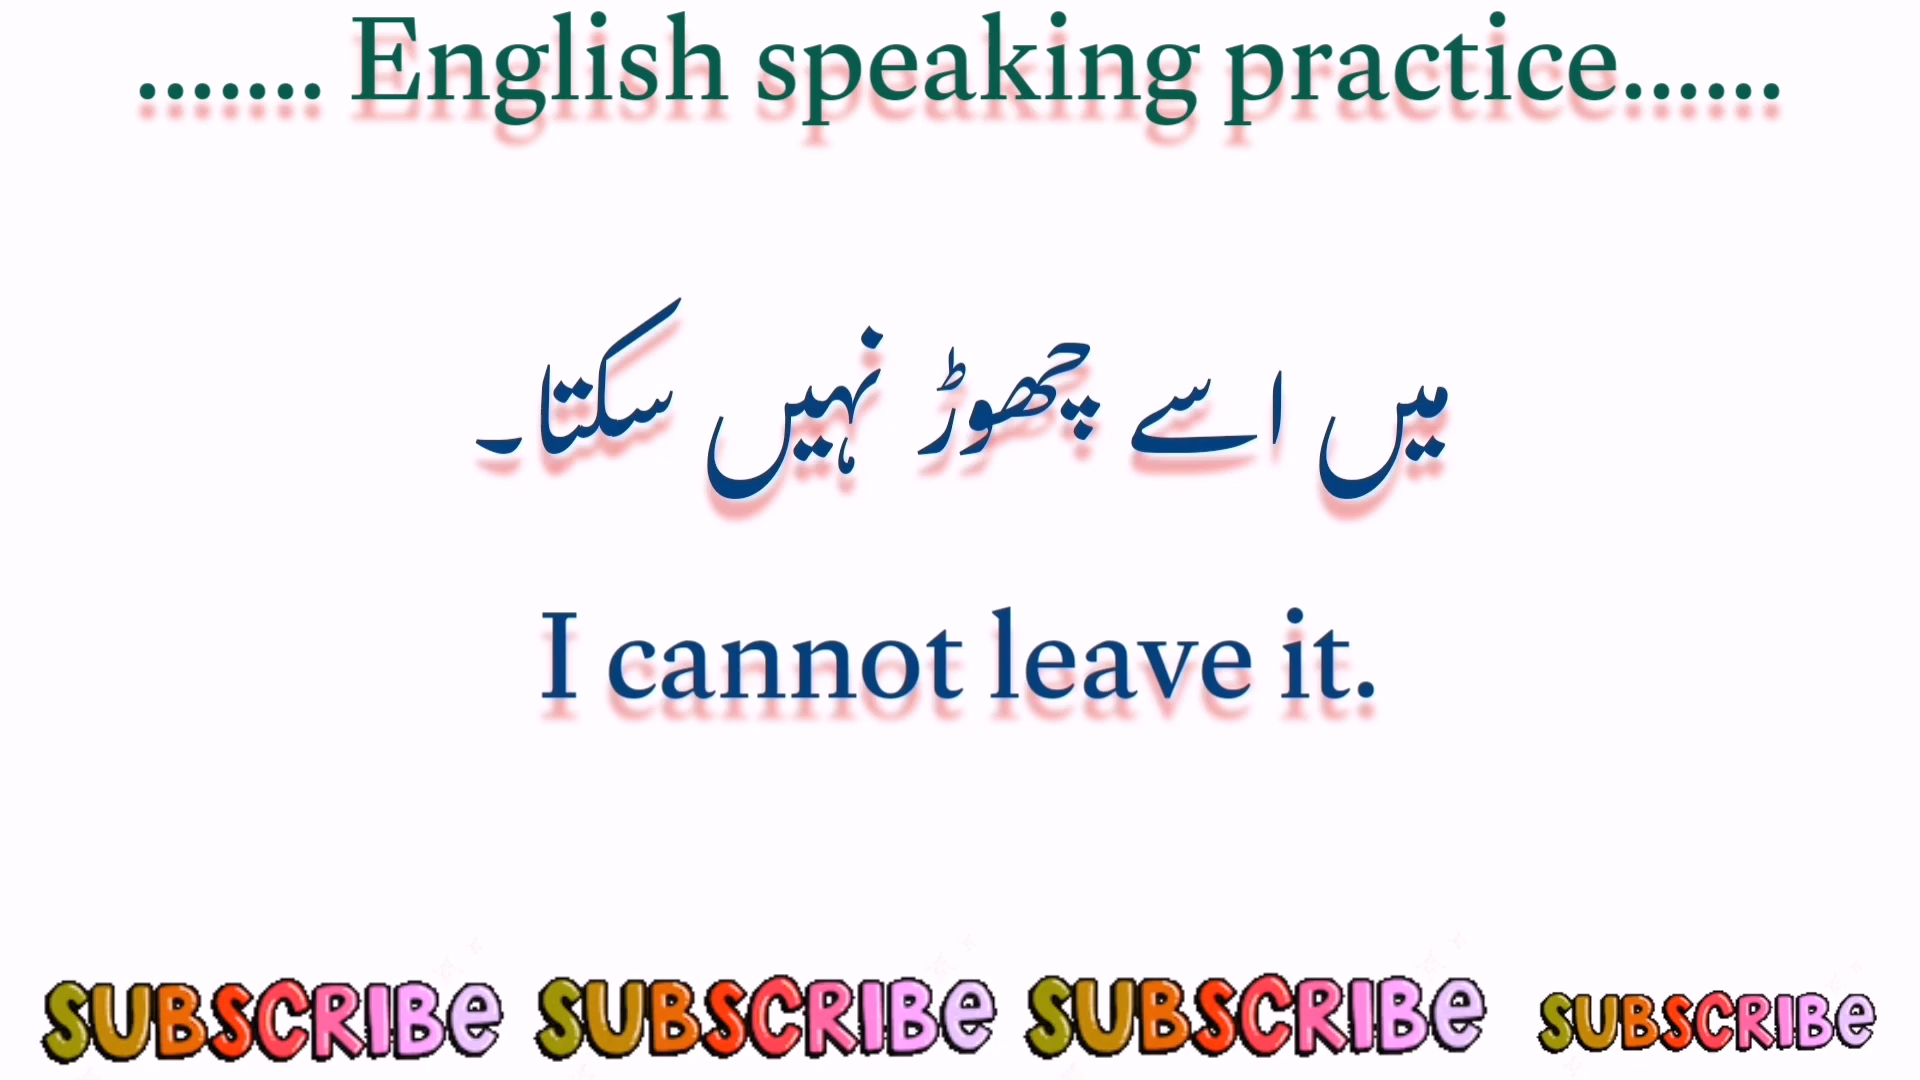 ....... English speaking practice......
میں اسے چھوڑ نہیں سکتا۔
I cannot leave it.
SUBSCRIBe SUBSCRIBe SUBSCRIBe SUBSCRIBe